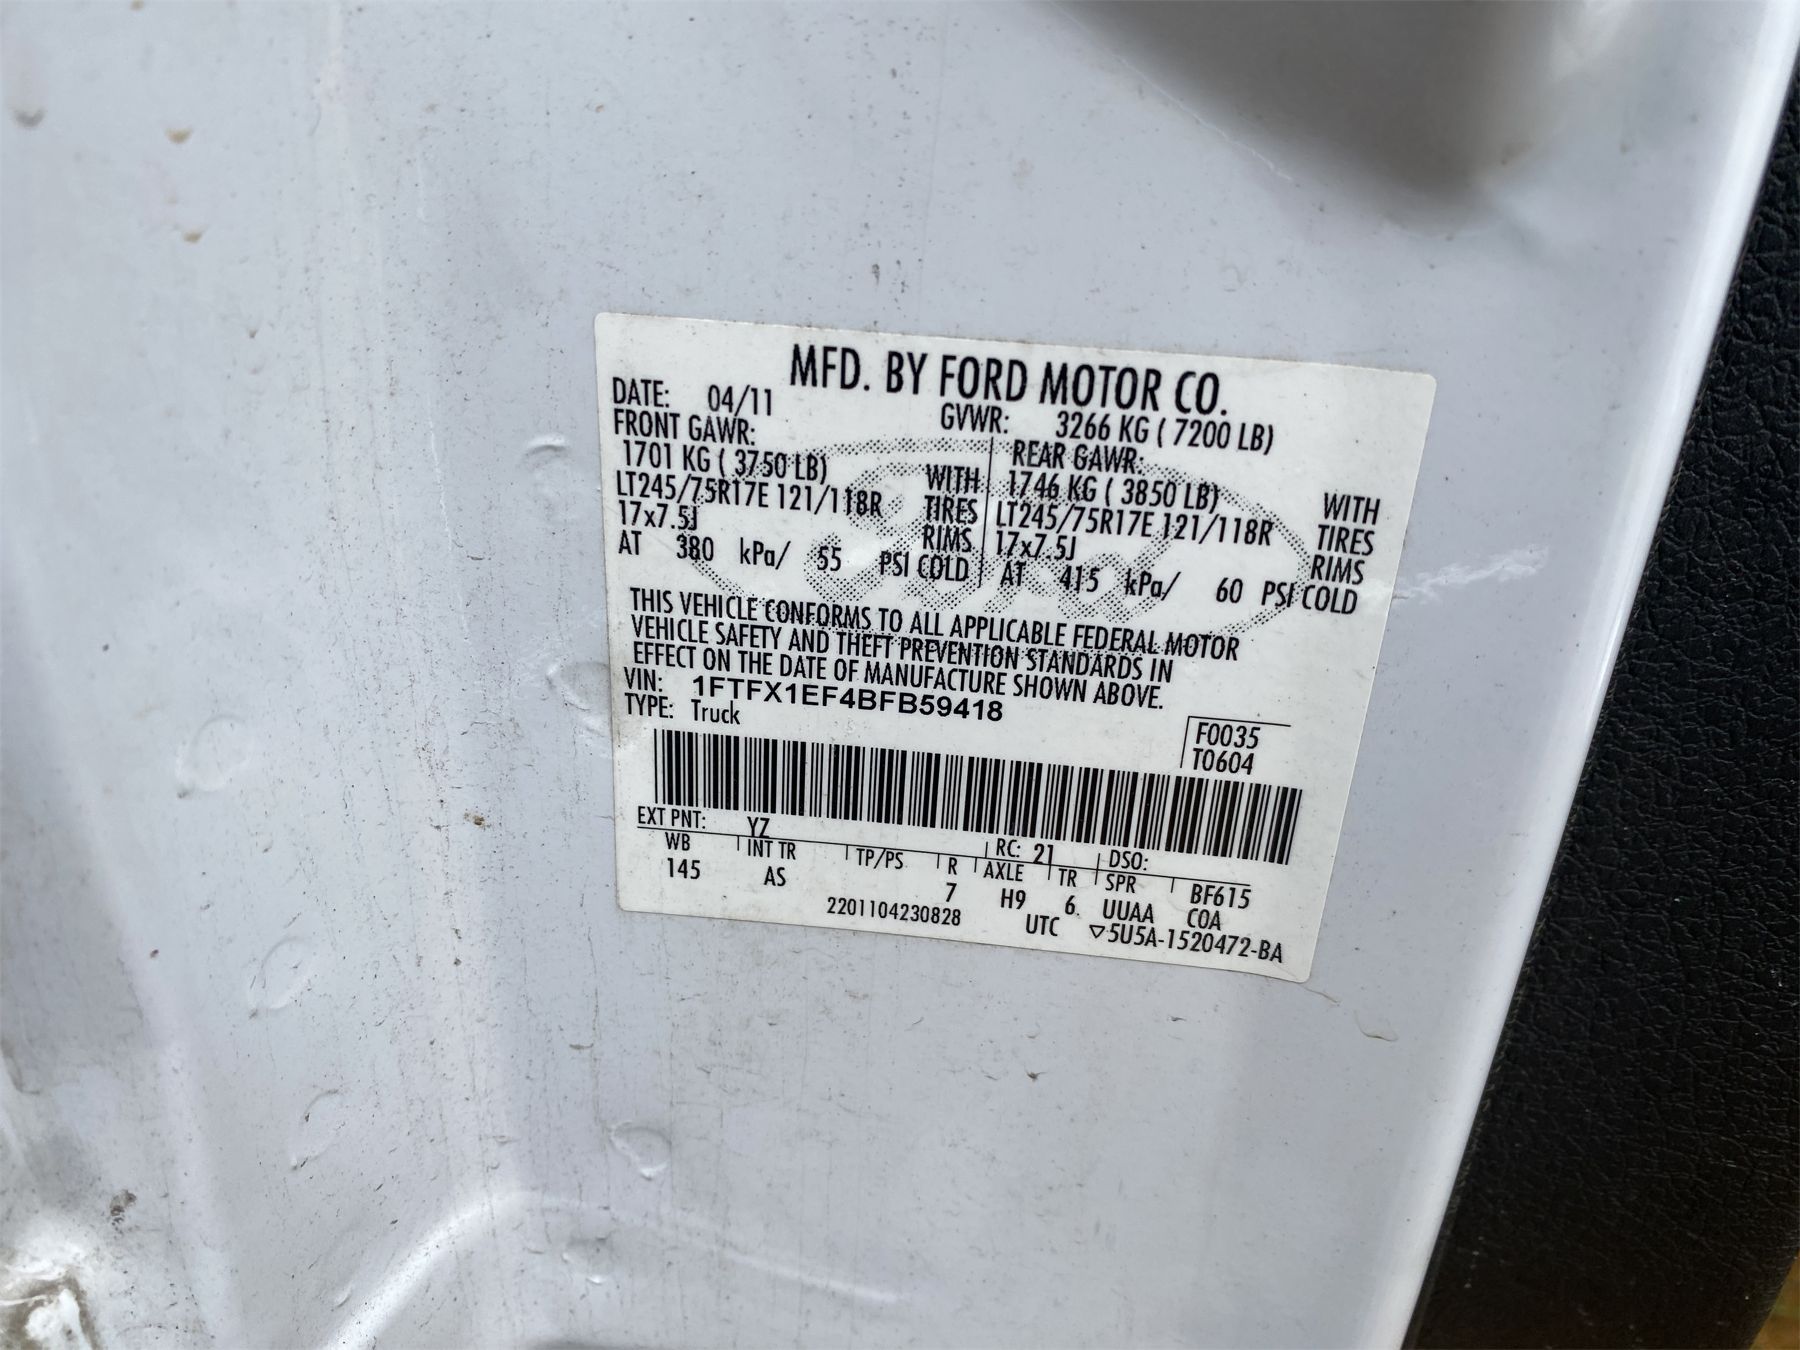 MFD. BY FORD MOTOR CO.
DATE: 04/11 GVWR: 3266 KG ( 7200 LB)
FRONT GAWR: REAR GAWR:
1701 KG ( 3750 LB) WITH 1746 KG ( 3850 LB) WITH
LT245/75R17E 121/118R TIRES LT245/75R17E 121/118R TIRES
17x7.5J RIMS 17x7.5J RIMS
AT 380 kPa/ 55 PSI COLD AT 415 kPa/ 60 PSI COLD
THIS VEHICLE CONFORMS TO ALL APPLICABLE FEDERAL MOTOR
VEHICLE SAFETY AND THEFT PREVENTION STANDARDS IN
EFFECT ON THE DATE OF MANUFACTURE SHOWN ABOVE.
VIN: 1FTFX1EF4BFB59418
TYPE: Truck
F0035
T0604
EXT PNT: YZ RC: 21 DSO:
WB INT TR TP/PS R AXLE TR SPR BF615
145 AS 7 H9 6 UUAA COA
2201104230828 UTC ▽5U5A-1520472-BA